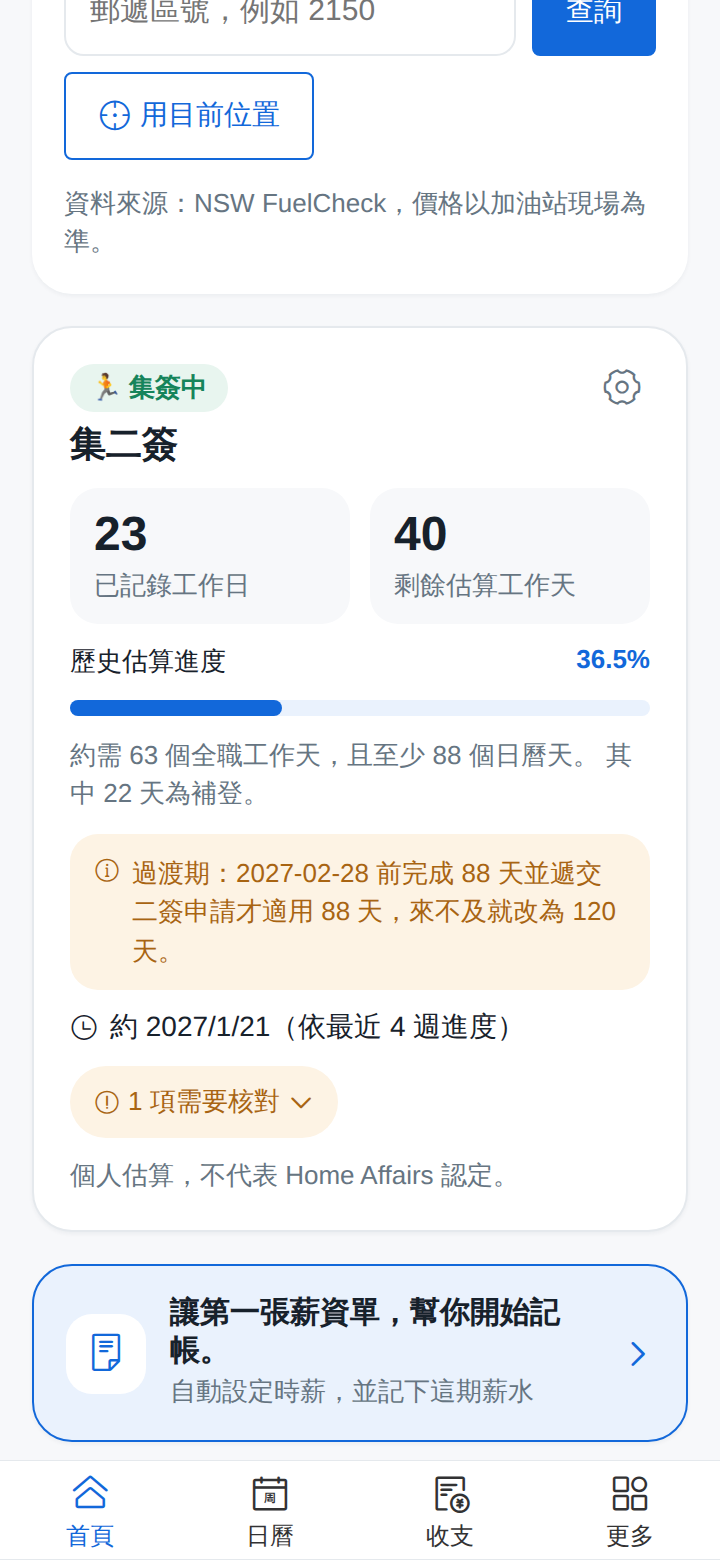 郵遞區號，例如 2150
查詢
用目前位置
資料來源：NSW FuelCheck，價格以加油站現場為
準。
集簽中
集二簽
23
已記錄工作日
40
剩餘估算工作天
歷史估算進度
36.5%
約需 63 個全職工作天，且至少 88 個日曆天。 其
中 22 天為補登。
過渡期：2027-02-28 前完成 88 天並遞交
二簽申請才適用 88 天，來不及就改為 120
天。
約 2027/1/21（依最近 4 週進度）
1 項需要核對
個人估算，不代表 Home Affairs 認定。
讓第一張薪資單，幫你開始記
帳。
自動設定時薪，並記下這期薪水
周
¥
首頁
日曆
收支
更多